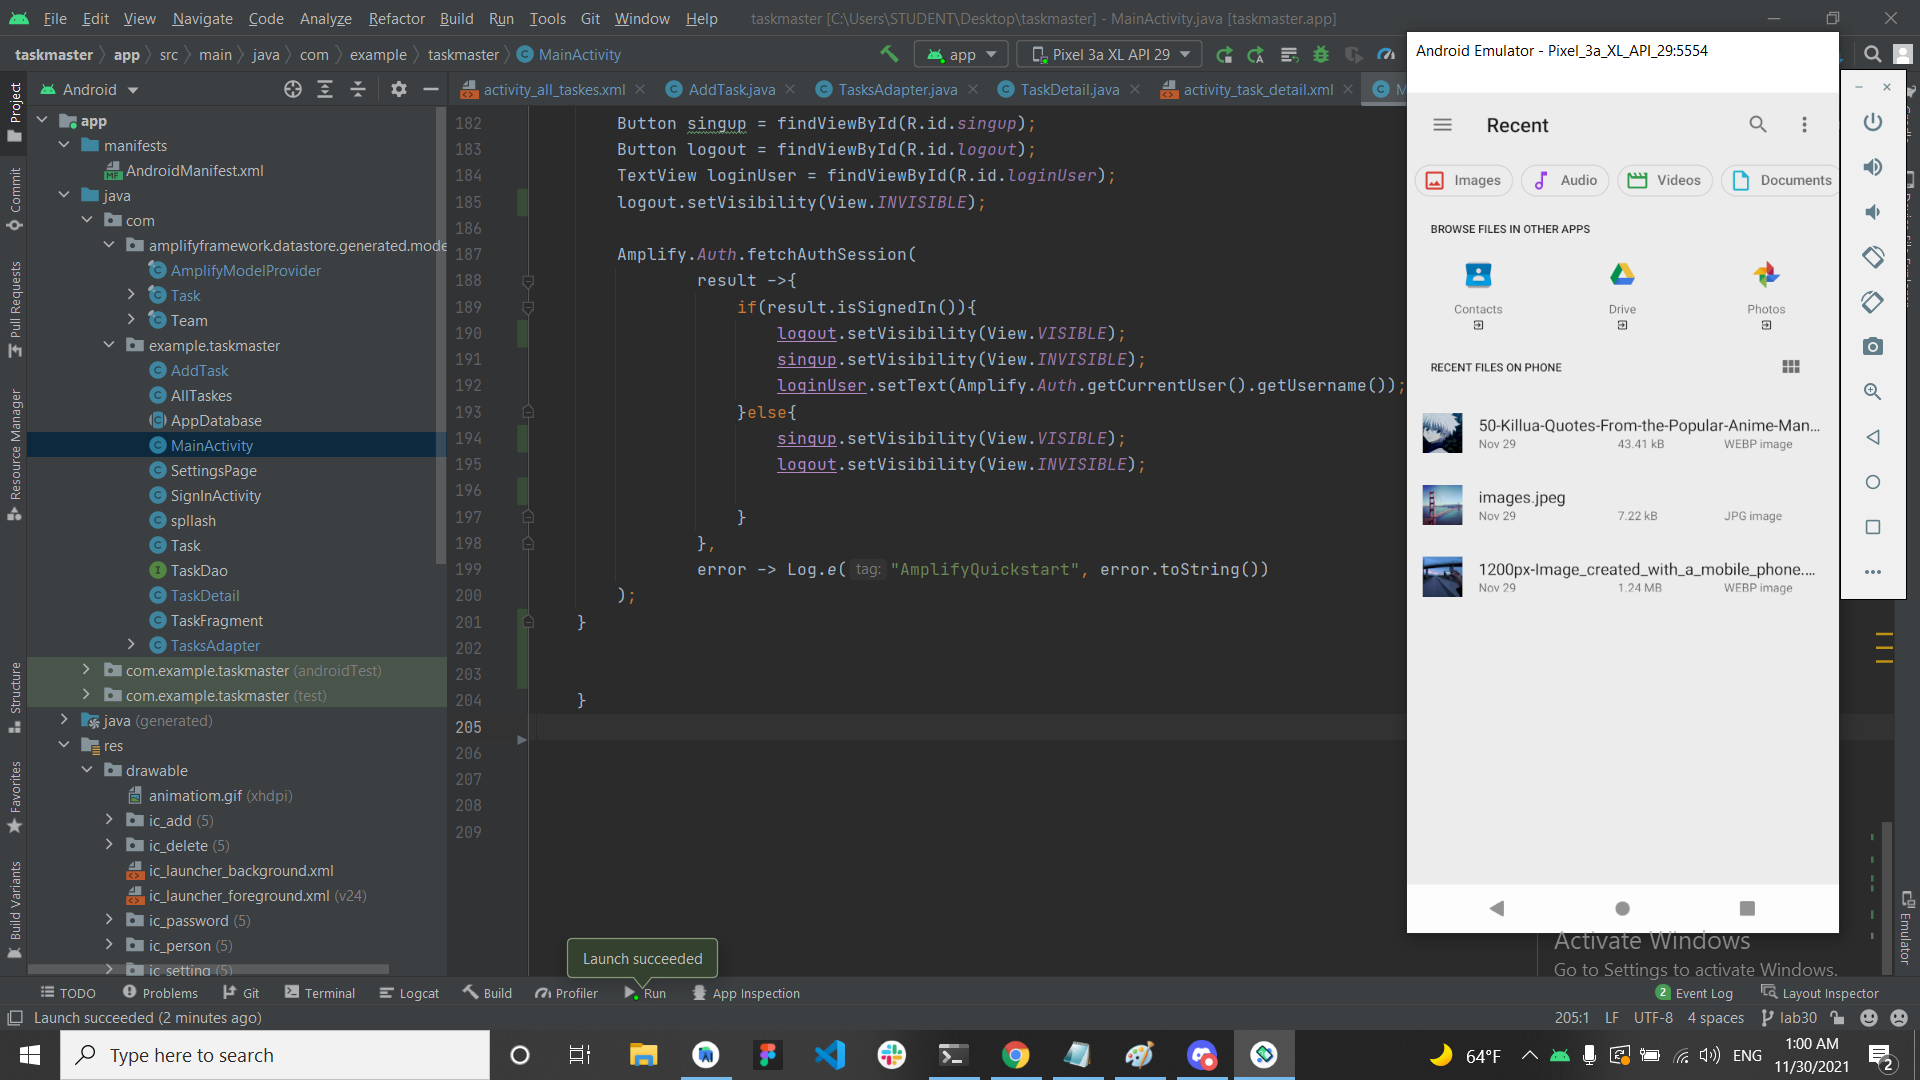 File Edit View Navigate Code Analyze Refactor Build Run Tools Git Window Help taskmaster [C:\Users\STUDENT\Desktop\taskmaster] - MainActivity.java [taskmaster.app]
taskmaster app src main java com example taskmaster MainActivity app Pixel 3a XL API 29
Android
activity_all_taskes.xml AddTask.java TasksAdapter.java TaskDetail.java activity_task_detail.xml
Project
Commit
Pull Requests
Resource Manager
Structure
Favorites
Build Variants
app
manifests
AndroidManifest.xml
java
com
amplifyframework.datastore.generated.mode
AmplifyModelProvider
Task
Team
example.taskmaster
AddTask
AllTaskes
AppDatabase
MainActivity
SettingsPage
SignInActivity
spllash
Task
TaskDao
TaskDetail
TaskFragment
TasksAdapter
com.example.taskmaster (androidTest)
com.example.taskmaster (test)
java (generated)
res
drawable
animatiom.gif (xhdpi)
ic_add (5)
ic_delete (5)
ic_launcher_background.xml
ic_launcher_foreground.xml (v24)
ic_password (5)
ic_person (5)
ic_setting (5)
182 Button singup = findViewById(R.id.singup);
183 Button logout = findViewById(R.id.logout);
184 TextView loginUser = findViewById(R.id.loginUser);
185 logout.setVisibility(View.INVISIBLE);
186
187 Amplify.Auth.fetchAuthSession(
188 result ->{
189 if(result.isSignedIn()){
190 logout.setVisibility(View.VISIBLE);
191 singup.setVisibility(View.INVISIBLE);
192 loginUser.setText(Amplify.Auth.getCurrentUser().getUsername());
193 }else{
194 singup.setVisibility(View.VISIBLE);
195 logout.setVisibility(View.INVISIBLE);
196
197 }
198 },
199 error -> Log.e( tag: "AmplifyQuickstart", error.toString())
200 );
201 }
202
203
204 }
205
206
207
208
209
Launch succeeded
Android Emulator - Pixel_3a_XL_API_29:5554
Recent
Images Audio Videos Documents
BROWSE FILES IN OTHER APPS
Contacts Drive Photos
RECENT FILES ON PHONE
50-Killua-Quotes-From-the-Popular-Anime-Man...
Nov 29 43.41 kB WEBP image
images.jpeg
Nov 29 7.22 kB JPG image
1200px-Image_created_with_a_mobile_phone....
Nov 29 1.24 MB WEBP image
Emulator
Activate Windows
Go to Settings to activate Windows.
TODO Problems Git Terminal Logcat Build Profiler Run App Inspection 2 Event Log Layout Inspector
Launch succeeded (2 minutes ago) 205:1 LF UTF-8 4 spaces lab30
Type here to search 64°F ENG 1:00 AM
11/30/2021 2